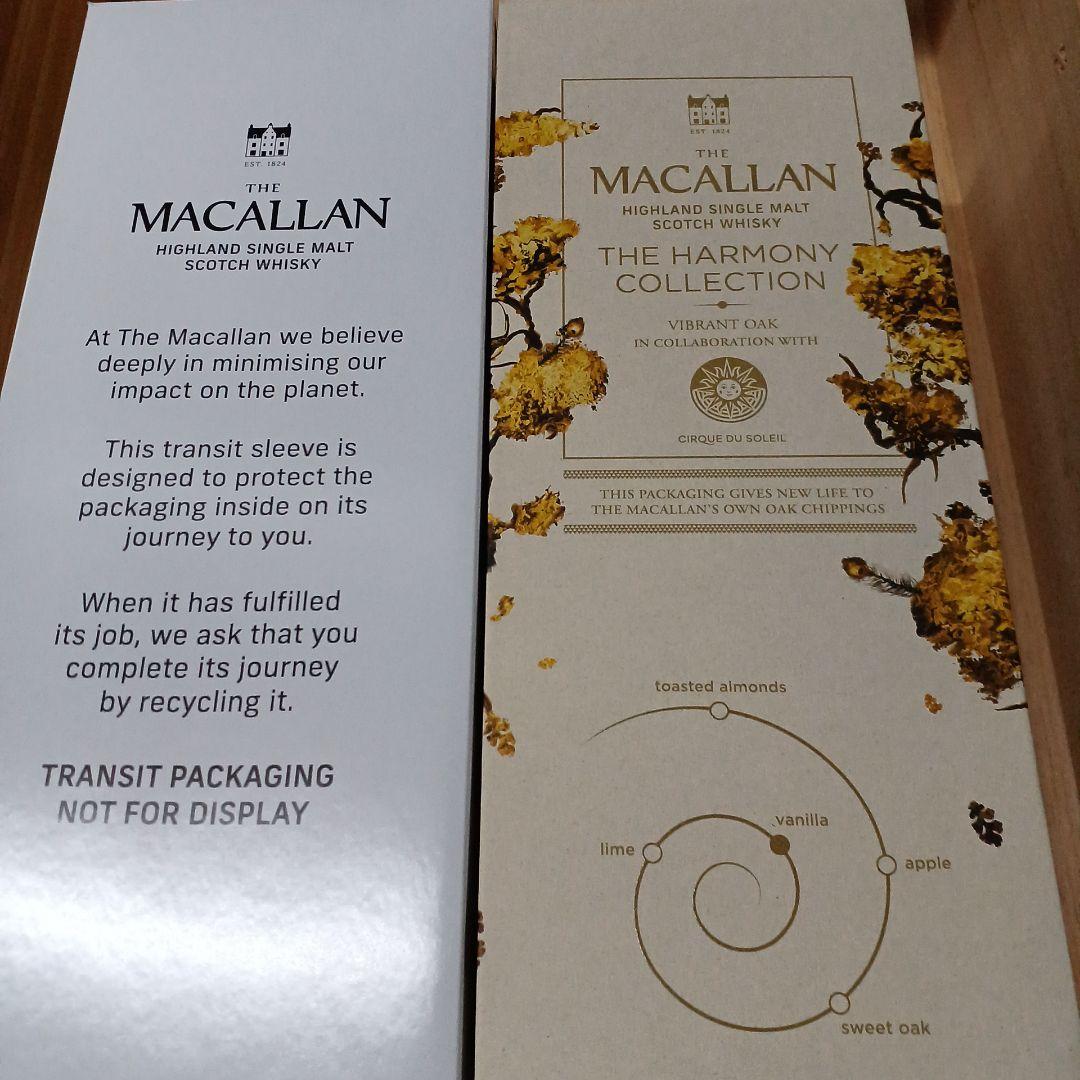 EST. 1824
THE
MACALLAN
HIGHLAND SINGLE MALT
SCOTCH WHISKY
At The Macallan we believe
deeply in minimising our
impact on the planet.
This transit sleeve is
designed to protect the
packaging inside on its
journey to you.
When it has fulfilled
its job, we ask that you
complete its journey
by recycling it.
TRANSIT PACKAGING
NOT FOR DISPLAY
EST. 1824
THE
MACALLAN
HIGHLAND SINGLE MALT
SCOTCH WHISKY
THE HARMONY
COLLECTION
VIBRANT OAK
IN COLLABORATION WITH
CIRQUE DU SOLEIL
THIS PACKAGING GIVES NEW LIFE TO
THE MACALLAN'S OWN OAK CHIPPINGS
toasted almonds
vanilla
lime
apple
sweet oak